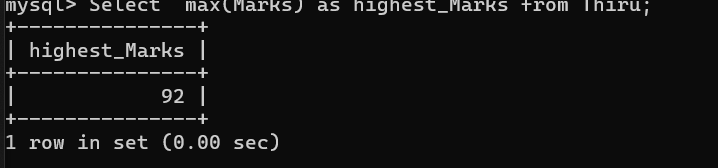 mysql> Select  max(Marks) as highest_Marks from Thiru;
+---------------+
| highest_Marks |
+---------------+
|            92 |
+---------------+
1 row in set (0.00 sec)